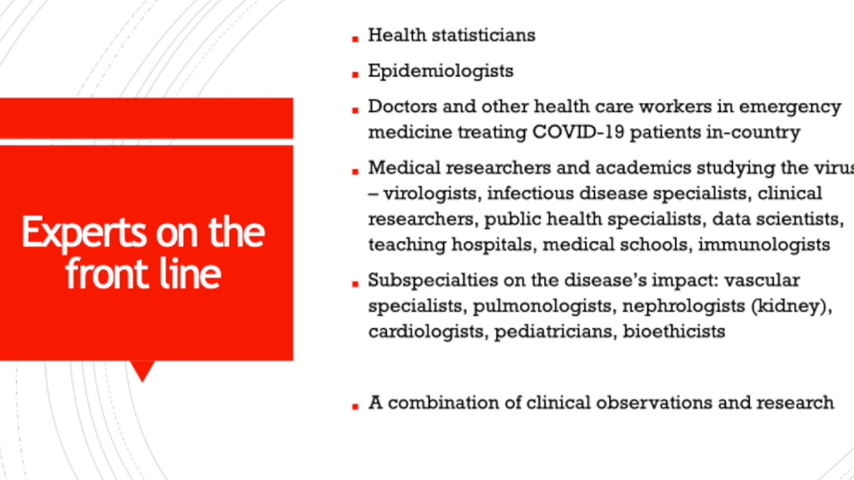 Experts on the
front line
Health statisticians
Epidemiologists
Doctors and other health care workers in emergency
medicine treating COVID-19 patients in-country
Medical researchers and academics studying the virus
– virologists, infectious disease specialists, clinical
researchers, public health specialists, data scientists,
teaching hospitals, medical schools, immunologists
Subspecialties on the disease's impact: vascular
specialists, pulmonologists, nephrologists (kidney),
cardiologists, pediatricians, bioethicists
A combination of clinical observations and research